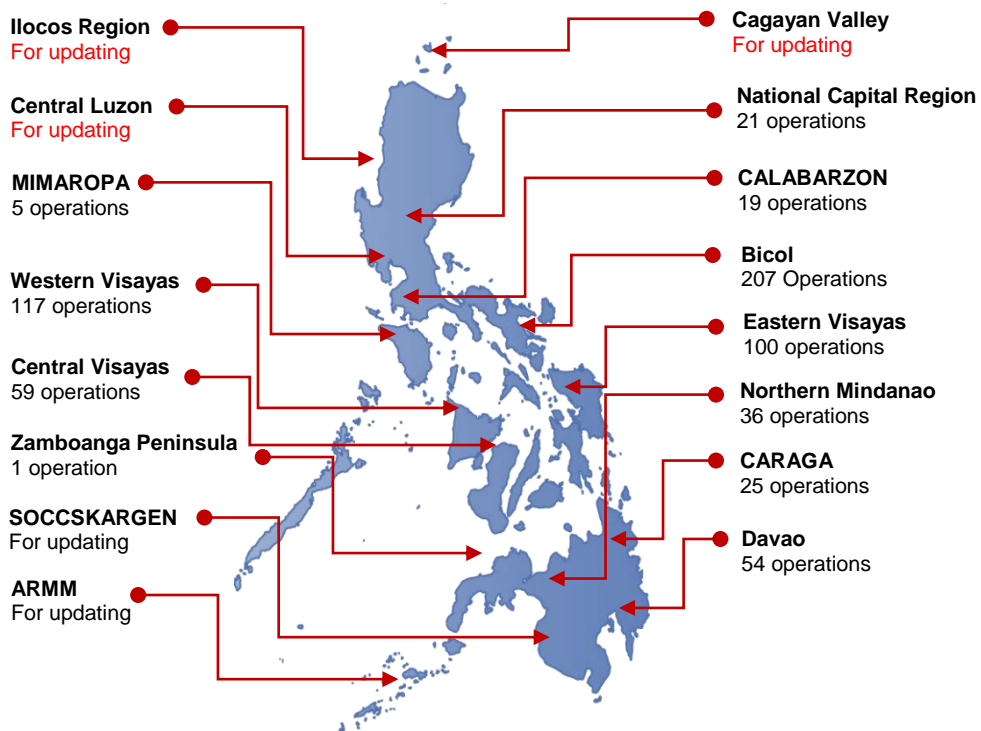 Ilocos Region
For updating
Central Luzon
For updating
MIMAROPA
5 operations
Western Visayas
117 operations
Central Visayas
59 operations
Zamboanga Peninsula
1 operation
SOCCSKARGEN
For updating
ARMM
For updating
Cagayan Valley
For updating
National Capital Region
21 operations
CALABARZON
19 operations
Bicol
207 Operations
Eastern Visayas
100 operations
Northern Mindanao
36 operations
CARAGA
25 operations
Davao
54 operations